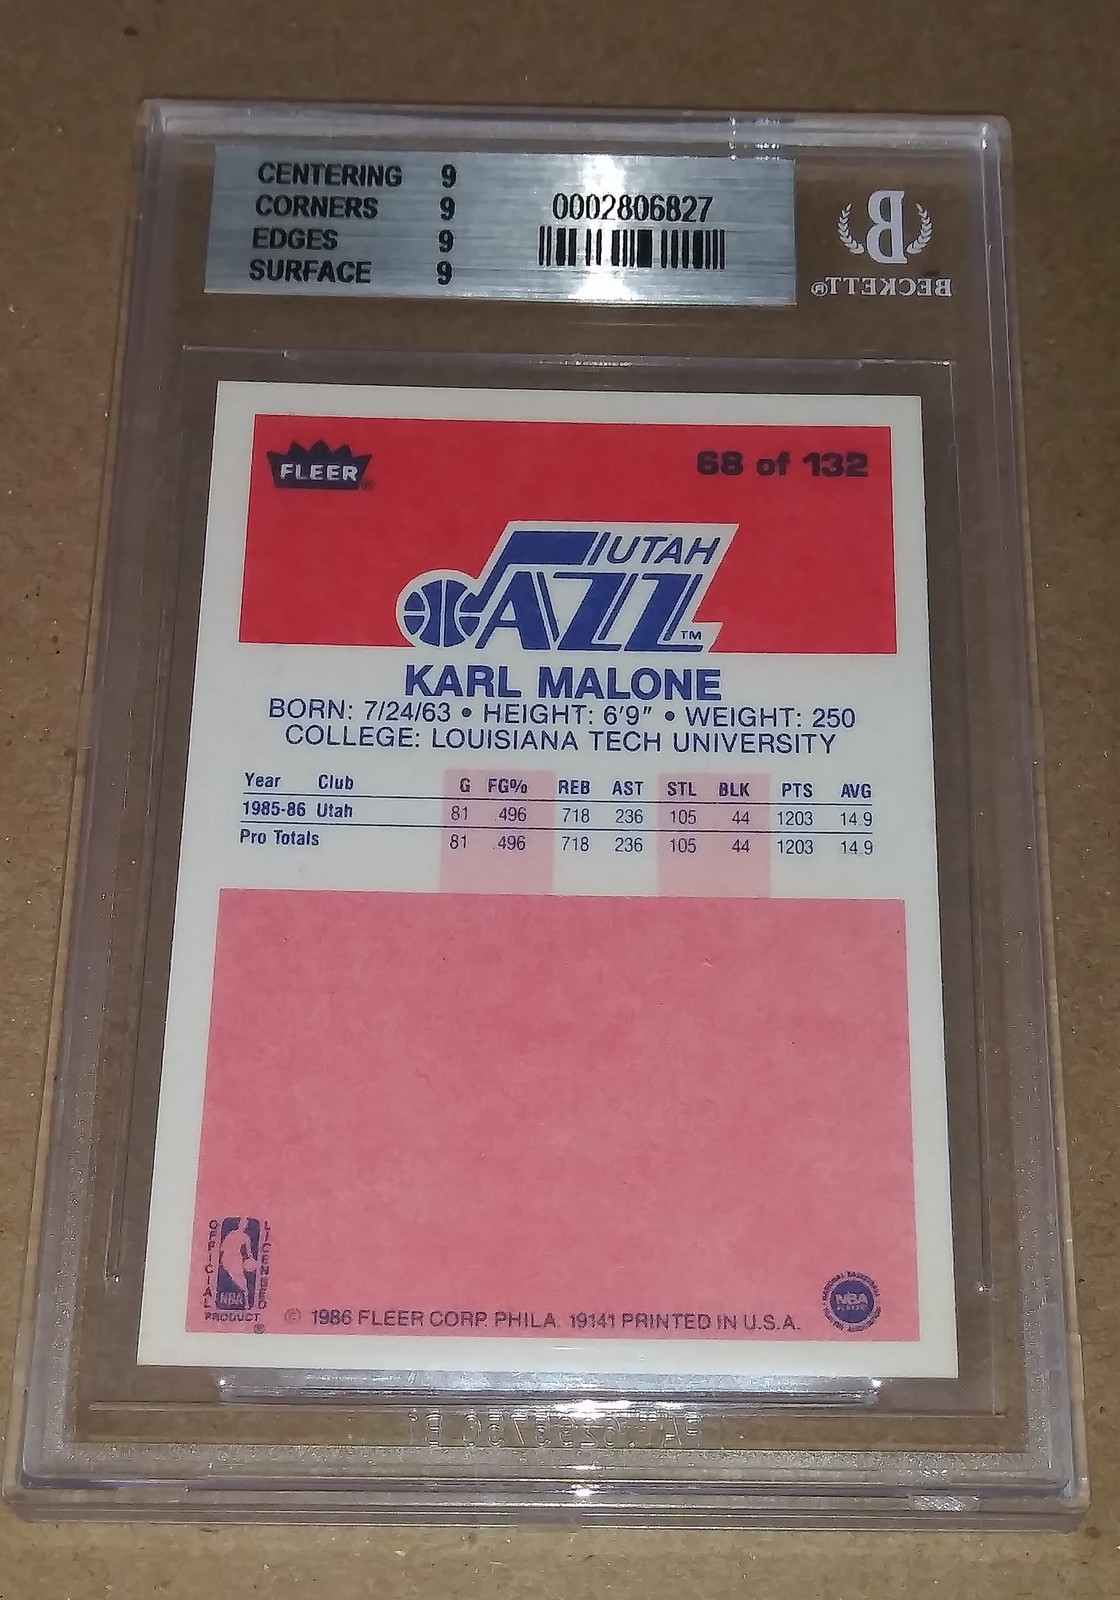 CENTERING 9
CORNERS 9
EDGES 9
SURFACE 9
0002806827
B
BECKETT®
FLEER®
68 of 132
UTAH
JAZZ™
KARL MALONE
BORN: 7/24/63 • HEIGHT: 6'9" • WEIGHT: 250
COLLEGE: LOUISIANA TECH UNIVERSITY
Year Club G FG% REB AST STL BLK PTS AVG
1985-86 Utah 81 .496 718 236 105 44 1203 14.9
Pro Totals 81 .496 718 236 105 44 1203 14.9
OFFICIAL LICENSED
NBA
PRODUCT®
© 1986 FLEER CORP. PHILA. 19141 PRINTED IN U.S.A.
NBA
PLAYERS